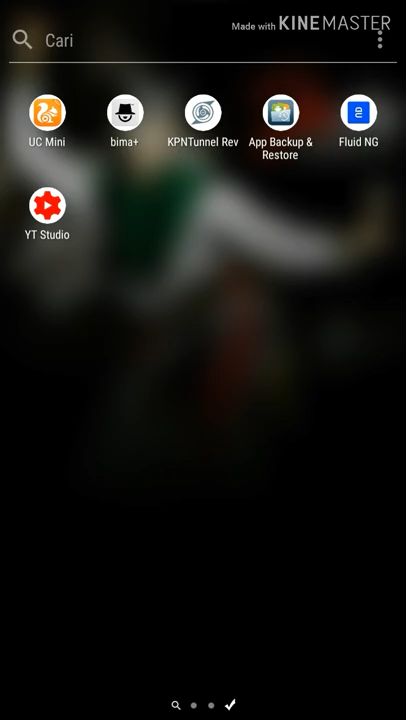 Made with KINEMASTER
Cari
UC Mini
bima+
KPNTunnel Rev
App Backup &
Restore
Fluid NG
YT Studio